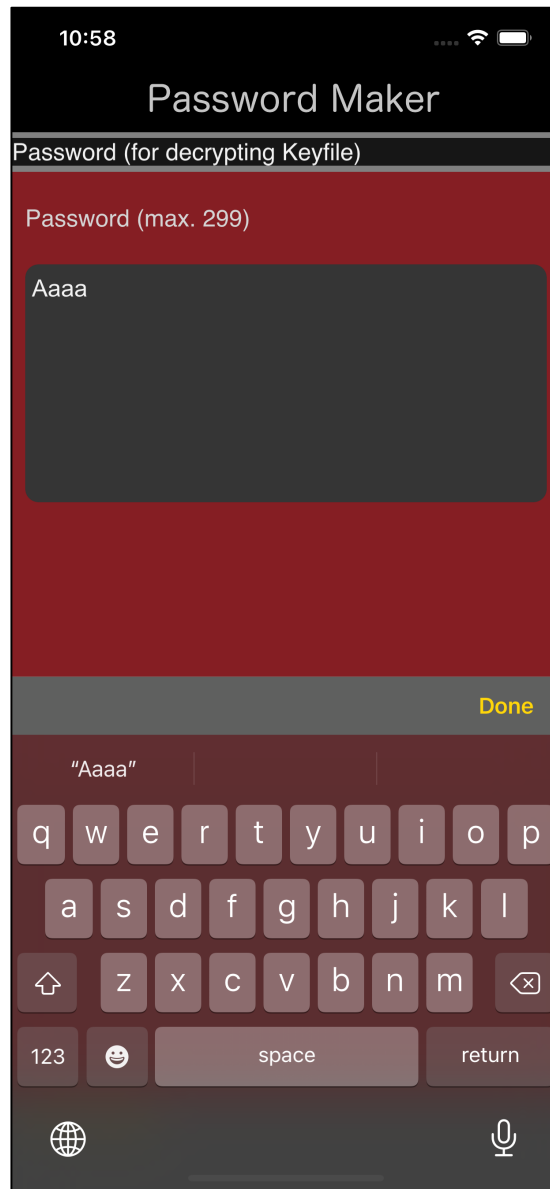 10:58
Password Maker
Password (for decrypting Keyfile)
Password (max. 299)
Aaaa
Done
“Aaaa”
q w e r t y u i o p
a s d f g h j k l
z x c v b n m
123 space return